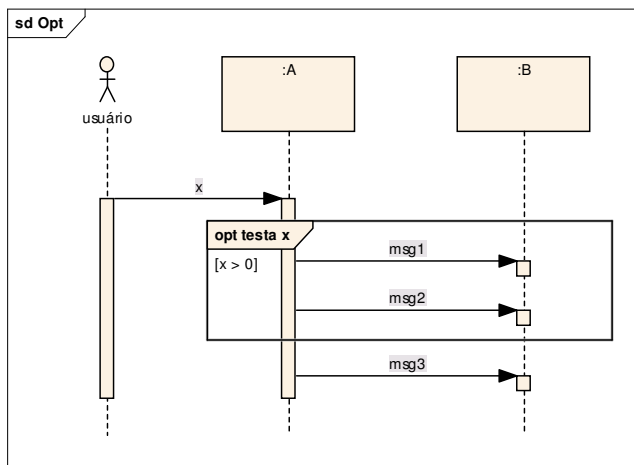 sd Opt
usuário
:A
:B
x
opt testa x
[x > 0]
msg1
msg2
msg3